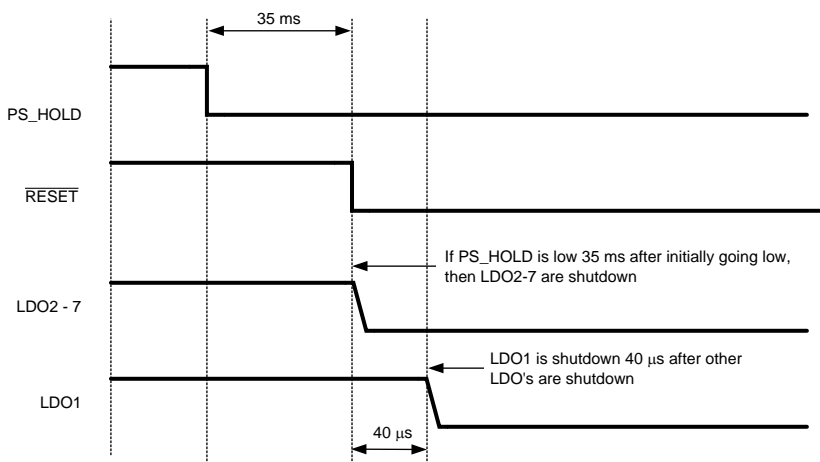 35 ms
PS_HOLD
RESET
If PS_HOLD is low 35 ms after initially going low,
then LDO2-7 are shutdown
LDO2 - 7
LDO1 is shutdown 40 μs after other
LDO's are shutdown
LDO1
40 μs